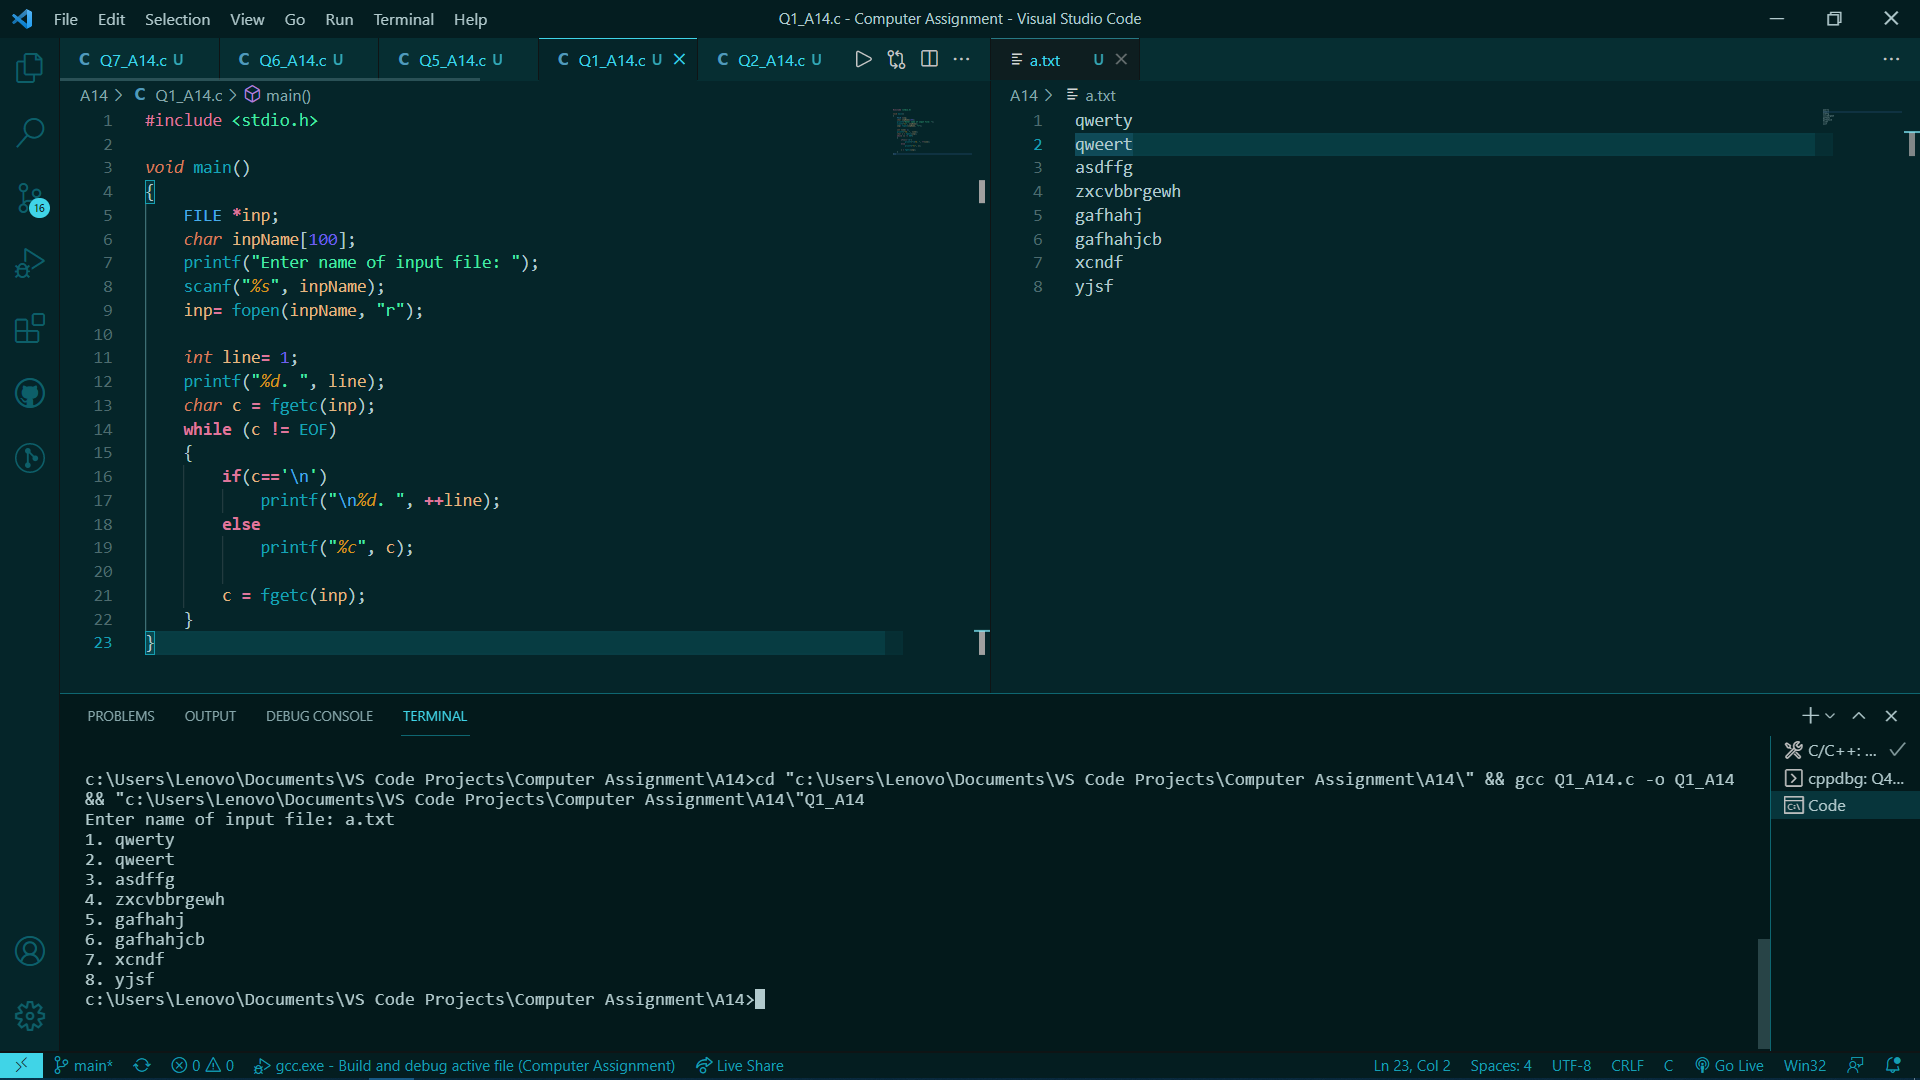 File Edit Selection View Go Run Terminal Help
Q1_A14.c - Computer Assignment - Visual Studio Code
C Q7_A14.c U
C Q6_A14.c U
C Q5_A14.c U
C Q1_A14.c U
C Q2_A14.c U
a.txt U
A14 > C Q1_A14.c > main()
1 #include <stdio.h>
2
3 void main()
4 {
5 FILE *inp;
6 char inpName[100];
7 printf("Enter name of input file: ");
8 scanf("%s", inpName);
9 inp= fopen(inpName, "r");
10
11 int line= 1;
12 printf("%d. ", line);
13 char c = fgetc(inp);
14 while (c != EOF)
15 {
16 if(c=='\n')
17 printf("\n%d. ", ++line);
18 else
19 printf("%c", c);
20
21 c = fgetc(inp);
22 }
23 }
A14 > a.txt
1 qwerty
2 qweert
3 asdffg
4 zxcvbbrgewh
5 gafhahj
6 gafhahjcb
7 xcndf
8 yjsf
16
PROBLEMS OUTPUT DEBUG CONSOLE TERMINAL
c:\Users\Lenovo\Documents\VS Code Projects\Computer Assignment\A14>cd "c:\Users\Lenovo\Documents\VS Code Projects\Computer Assignment\A14\" && gcc Q1_A14.c -o Q1_A14
&& "c:\Users\Lenovo\Documents\VS Code Projects\Computer Assignment\A14\"Q1_A14
Enter name of input file: a.txt
1. qwerty
2. qweert
3. asdffg
4. zxcvbbrgewh
5. gafhahj
6. gafhahjcb
7. xcndf
8. yjsf
c:\Users\Lenovo\Documents\VS Code Projects\Computer Assignment\A14>
C/C++: ...
cppdbg: Q4...
Code
main* 0 0 gcc.exe - Build and debug active file (Computer Assignment) Live Share
Ln 23, Col 2 Spaces: 4 UTF-8 CRLF C Go Live Win32